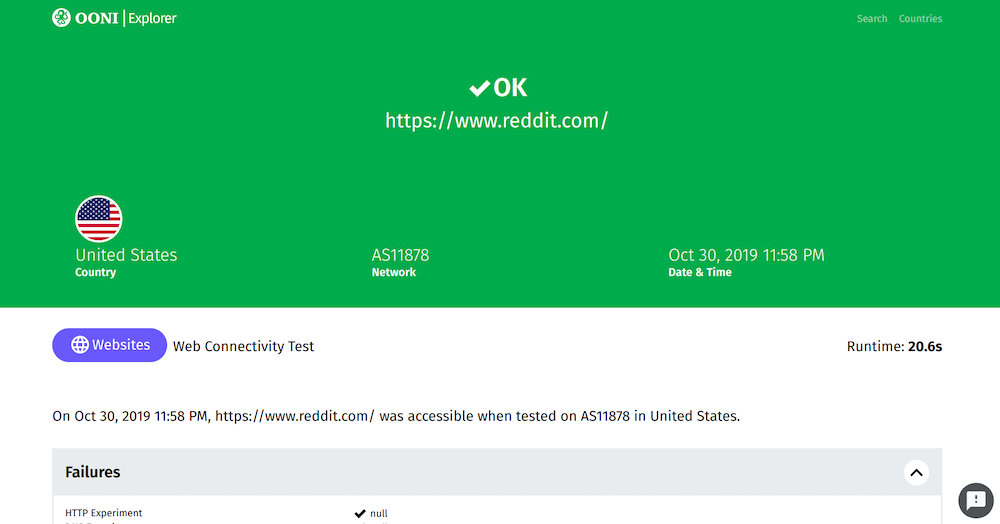 OONI | Explorer
Search Countries
OK
https://www.reddit.com/
United States AS11878 Oct 30, 2019 11:58 PM
Country Network Date & Time
Websites Web Connectivity Test Runtime: 20.6s
On Oct 30, 2019 11:58 PM, https://www.reddit.com/ was accessible when tested on AS11878 in United States.
Failures
HTTP Experiment null